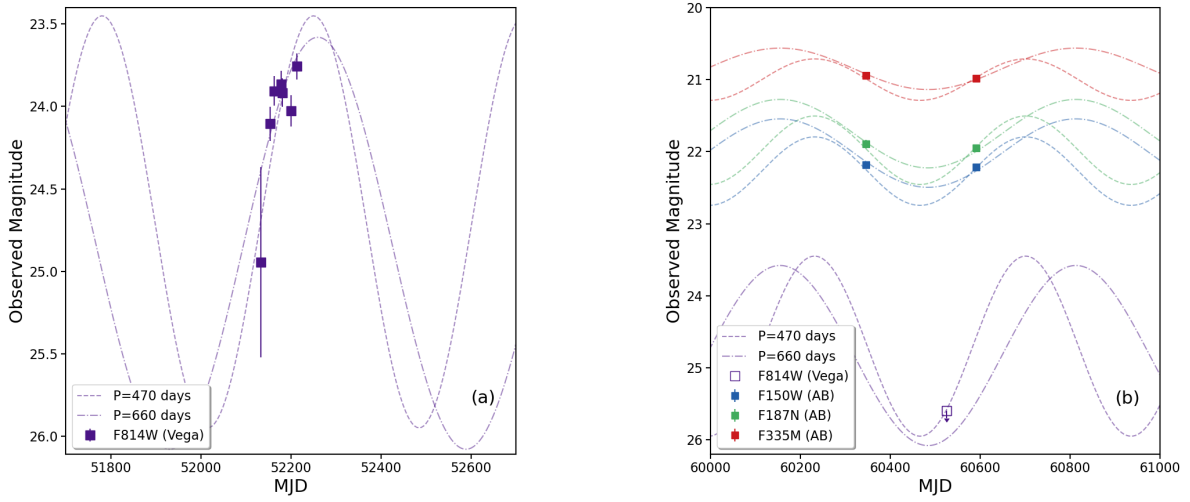 23.5
24.0
24.5
25.0
25.5
26.0
Observed Magnitude
P=470 days
P=660 days
F814W (Vega)
(a)
51800 52000 52200 52400 52600
MJD
20
21
22
23
24
25
26
Observed Magnitude
P=470 days
P=660 days
F814W (Vega)
F150W (AB)
F187N (AB)
F335M (AB)
(b)
60000 60200 60400 60600 60800 61000
MJD